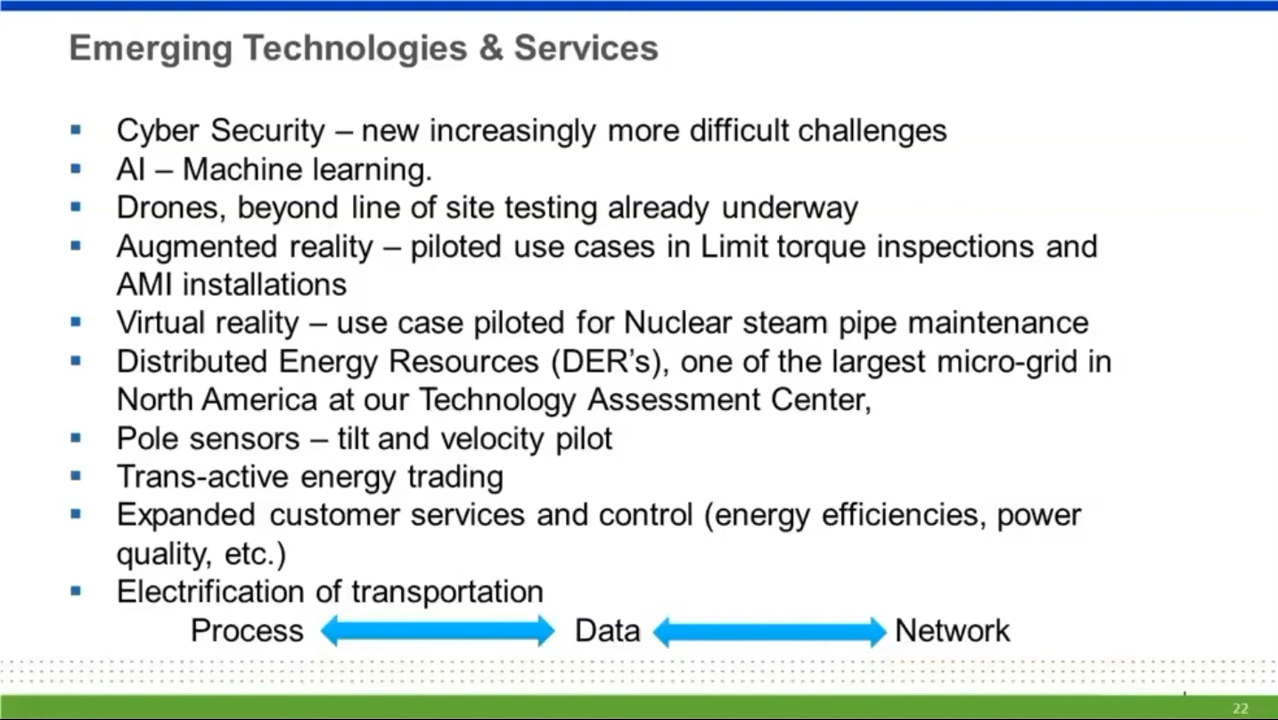 Emerging Technologies & Services
▪ Cyber Security – new increasingly more difficult challenges
▪ AI – Machine learning.
▪ Drones, beyond line of site testing already underway
▪ Augmented reality – piloted use cases in Limit torque inspections and
AMI installations
▪ Virtual reality – use case piloted for Nuclear steam pipe maintenance
▪ Distributed Energy Resources (DER’s), one of the largest micro-grid in
North America at our Technology Assessment Center,
▪ Pole sensors – tilt and velocity pilot
▪ Trans-active energy trading
▪ Expanded customer services and control (energy efficiencies, power
quality, etc.)
▪ Electrification of transportation
Process Data Network
22